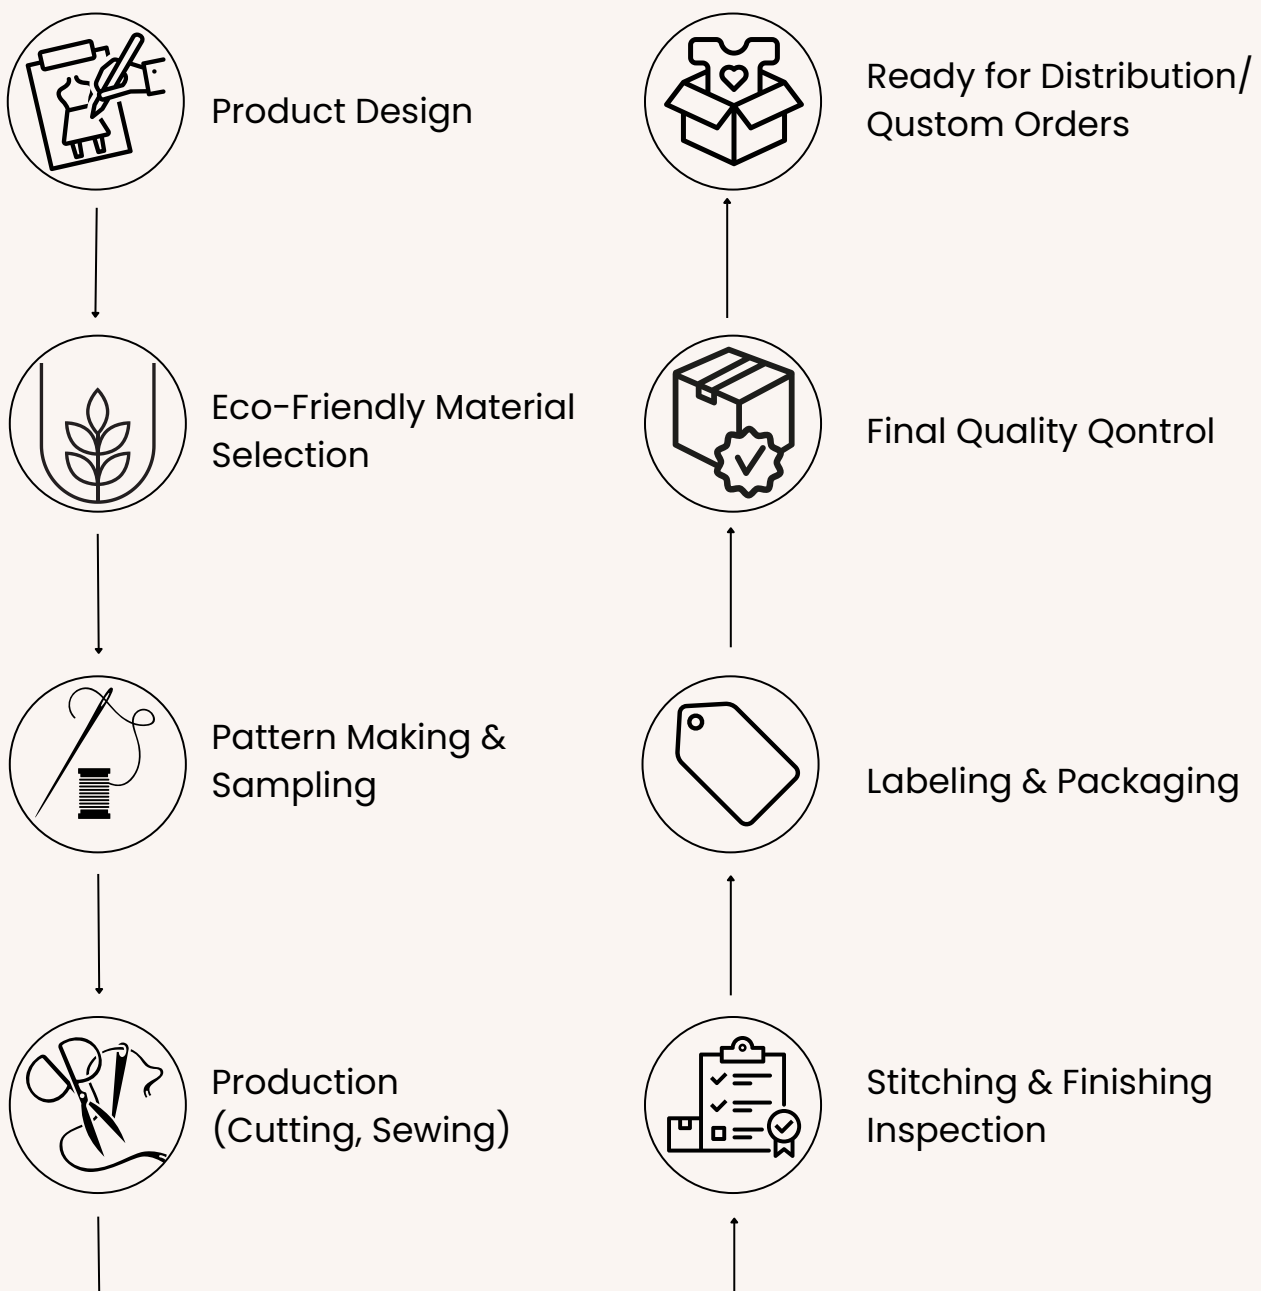 Product Design
Eco-Friendly Material
Selection
Pattern Making &
Sampling
Production
(Cutting, Sewing)
Ready for Distribution/
Qustom Orders
Final Quality Qontrol
Labeling & Packaging
Stitching & Finishing
Inspection